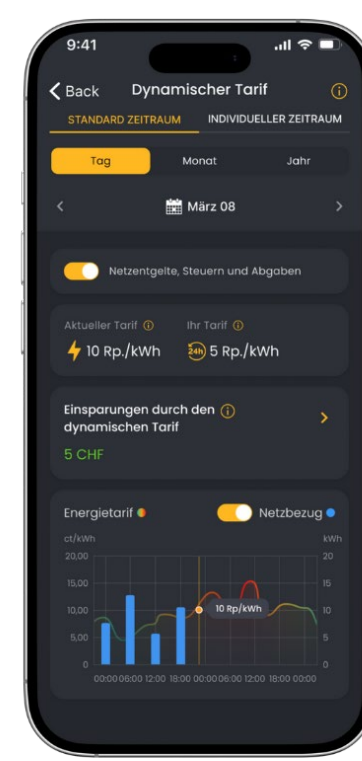 9:41
Back Dynamischer Tarif
STANDARD ZEITRAUM INDIVIDUELLER ZEITRAUM
Tag Monat Jahr
März 08
Netzentgelte, Steuern und Abgaben
Aktueller Tarif Ihr Tarif
10 Rp./kWh 24h 5 Rp./kWh
Einsparungen durch den
dynamischen Tarif
5 CHF
Energietarif Netzbezug
ct/kWh kWh
20,00 20
15,00 15
10,00 10 Rp/kWh 10
5,00 5
0 0
00:00 06:00 12:00 18:00 00:00 06:00 12:00 18:00 00:00